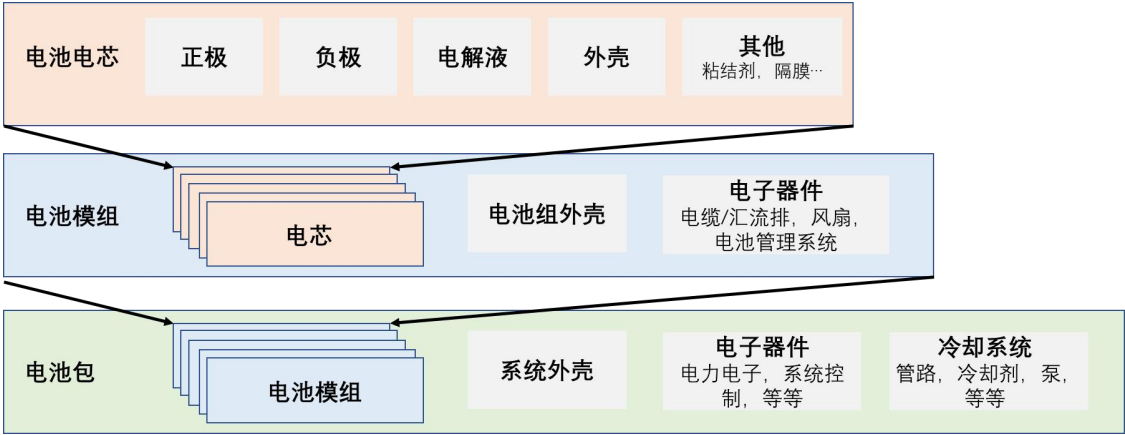 电池电芯
正极
负极
电解液
外壳
其他
粘结剂，隔膜…
电池模组
电芯
电池组外壳
电子器件
电缆/汇流排，风扇，
电池管理系统
电池包
电池模组
系统外壳
电子器件
电力电子，系统控
制，等等
冷却系统
管路，冷却剂，泵，
等等